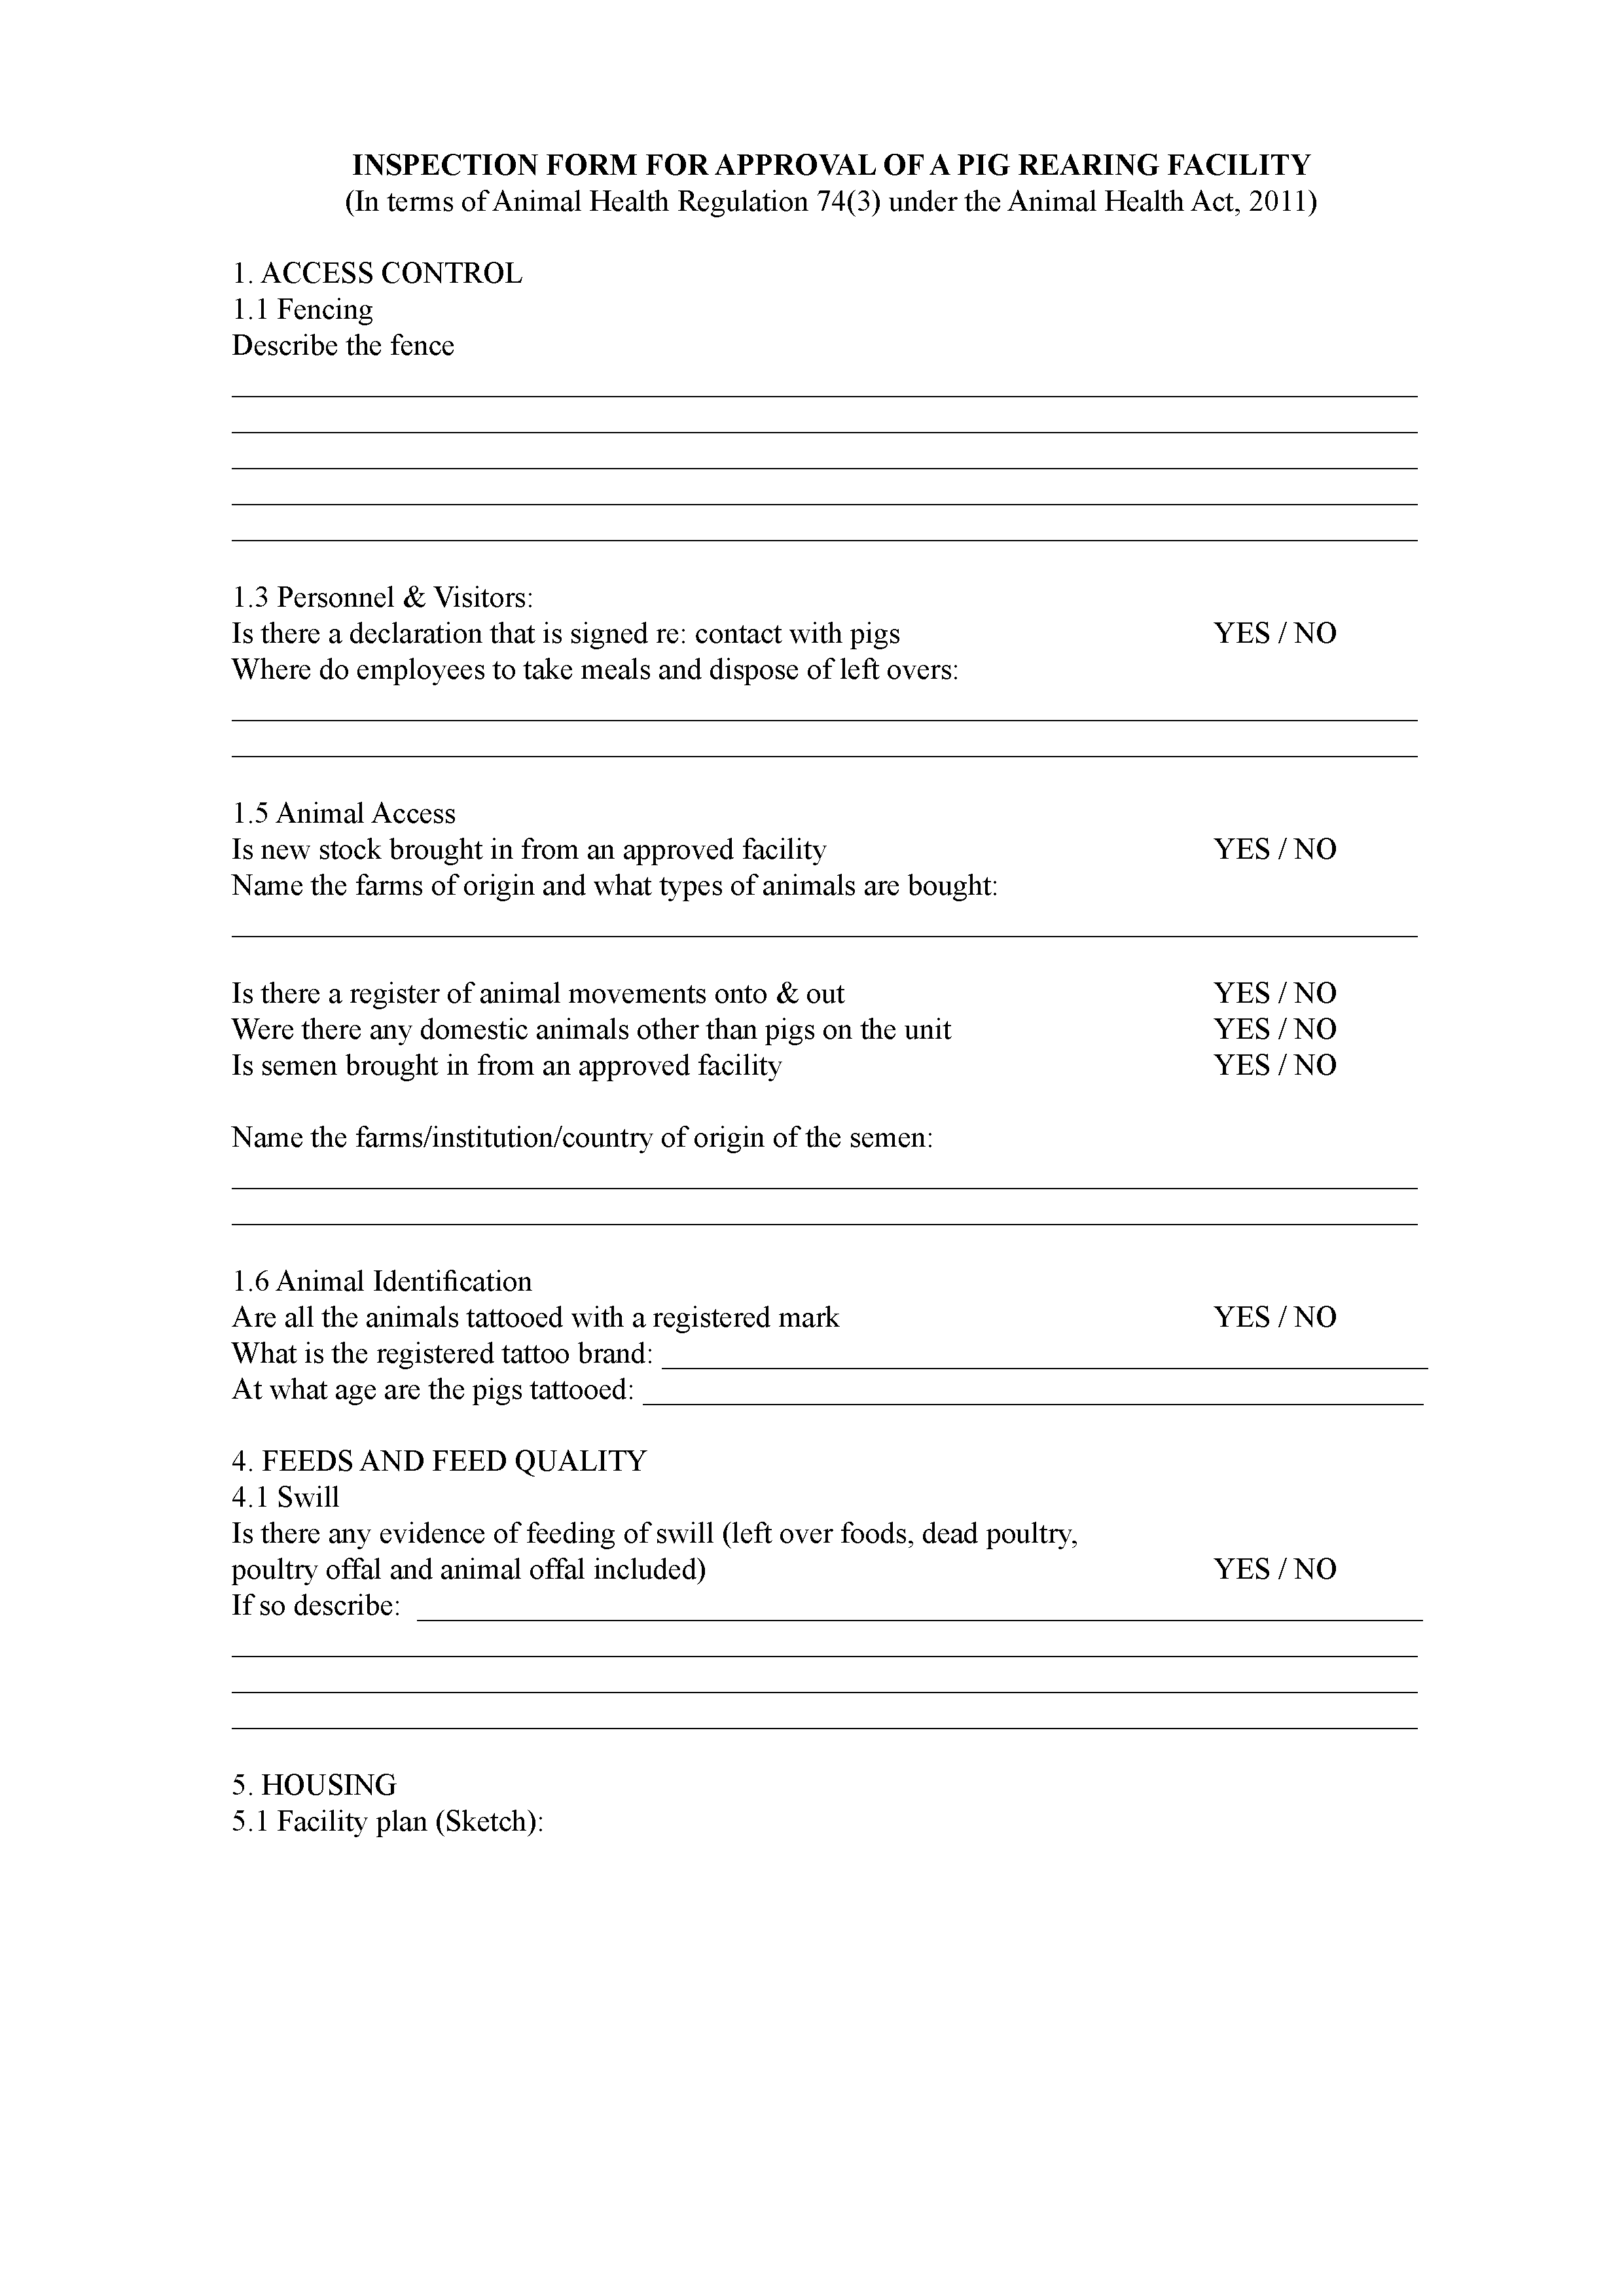 INSPECTION FORM FOR APPROVAL OF A PIG REARING FACILITY
(In terms of Animal Health Regulation 74(3) under the Animal Health Act, 2011)
1. ACCESS CONTROL
1.1 Fencing
Describe the fence
1.3 Personnel & Visitors:
Is there a declaration that is signed re: contact with pigs YES / NO
Where do employees to take meals and dispose of left overs:
1.5 Animal Access
Is new stock brought in from an approved facility YES / NO
Name the farms of origin and what types of animals are bought:
Is there a register of animal movements onto & out YES / NO
Were there any domestic animals other than pigs on the unit YES / NO
Is semen brought in from an approved facility YES / NO
Name the farms/institution/country of origin of the semen:
1.6 Animal Identification
Are all the animals tattooed with a registered mark YES / NO
What is the registered tattoo brand:
At what age are the pigs tattooed:
4. FEEDS AND FEED QUALITY
4.1 Swill
Is there any evidence of feeding of swill (left over foods, dead poultry,
poultry offal and animal offal included) YES / NO
If so describe:
5. HOUSING
5.1 Facility plan (Sketch):